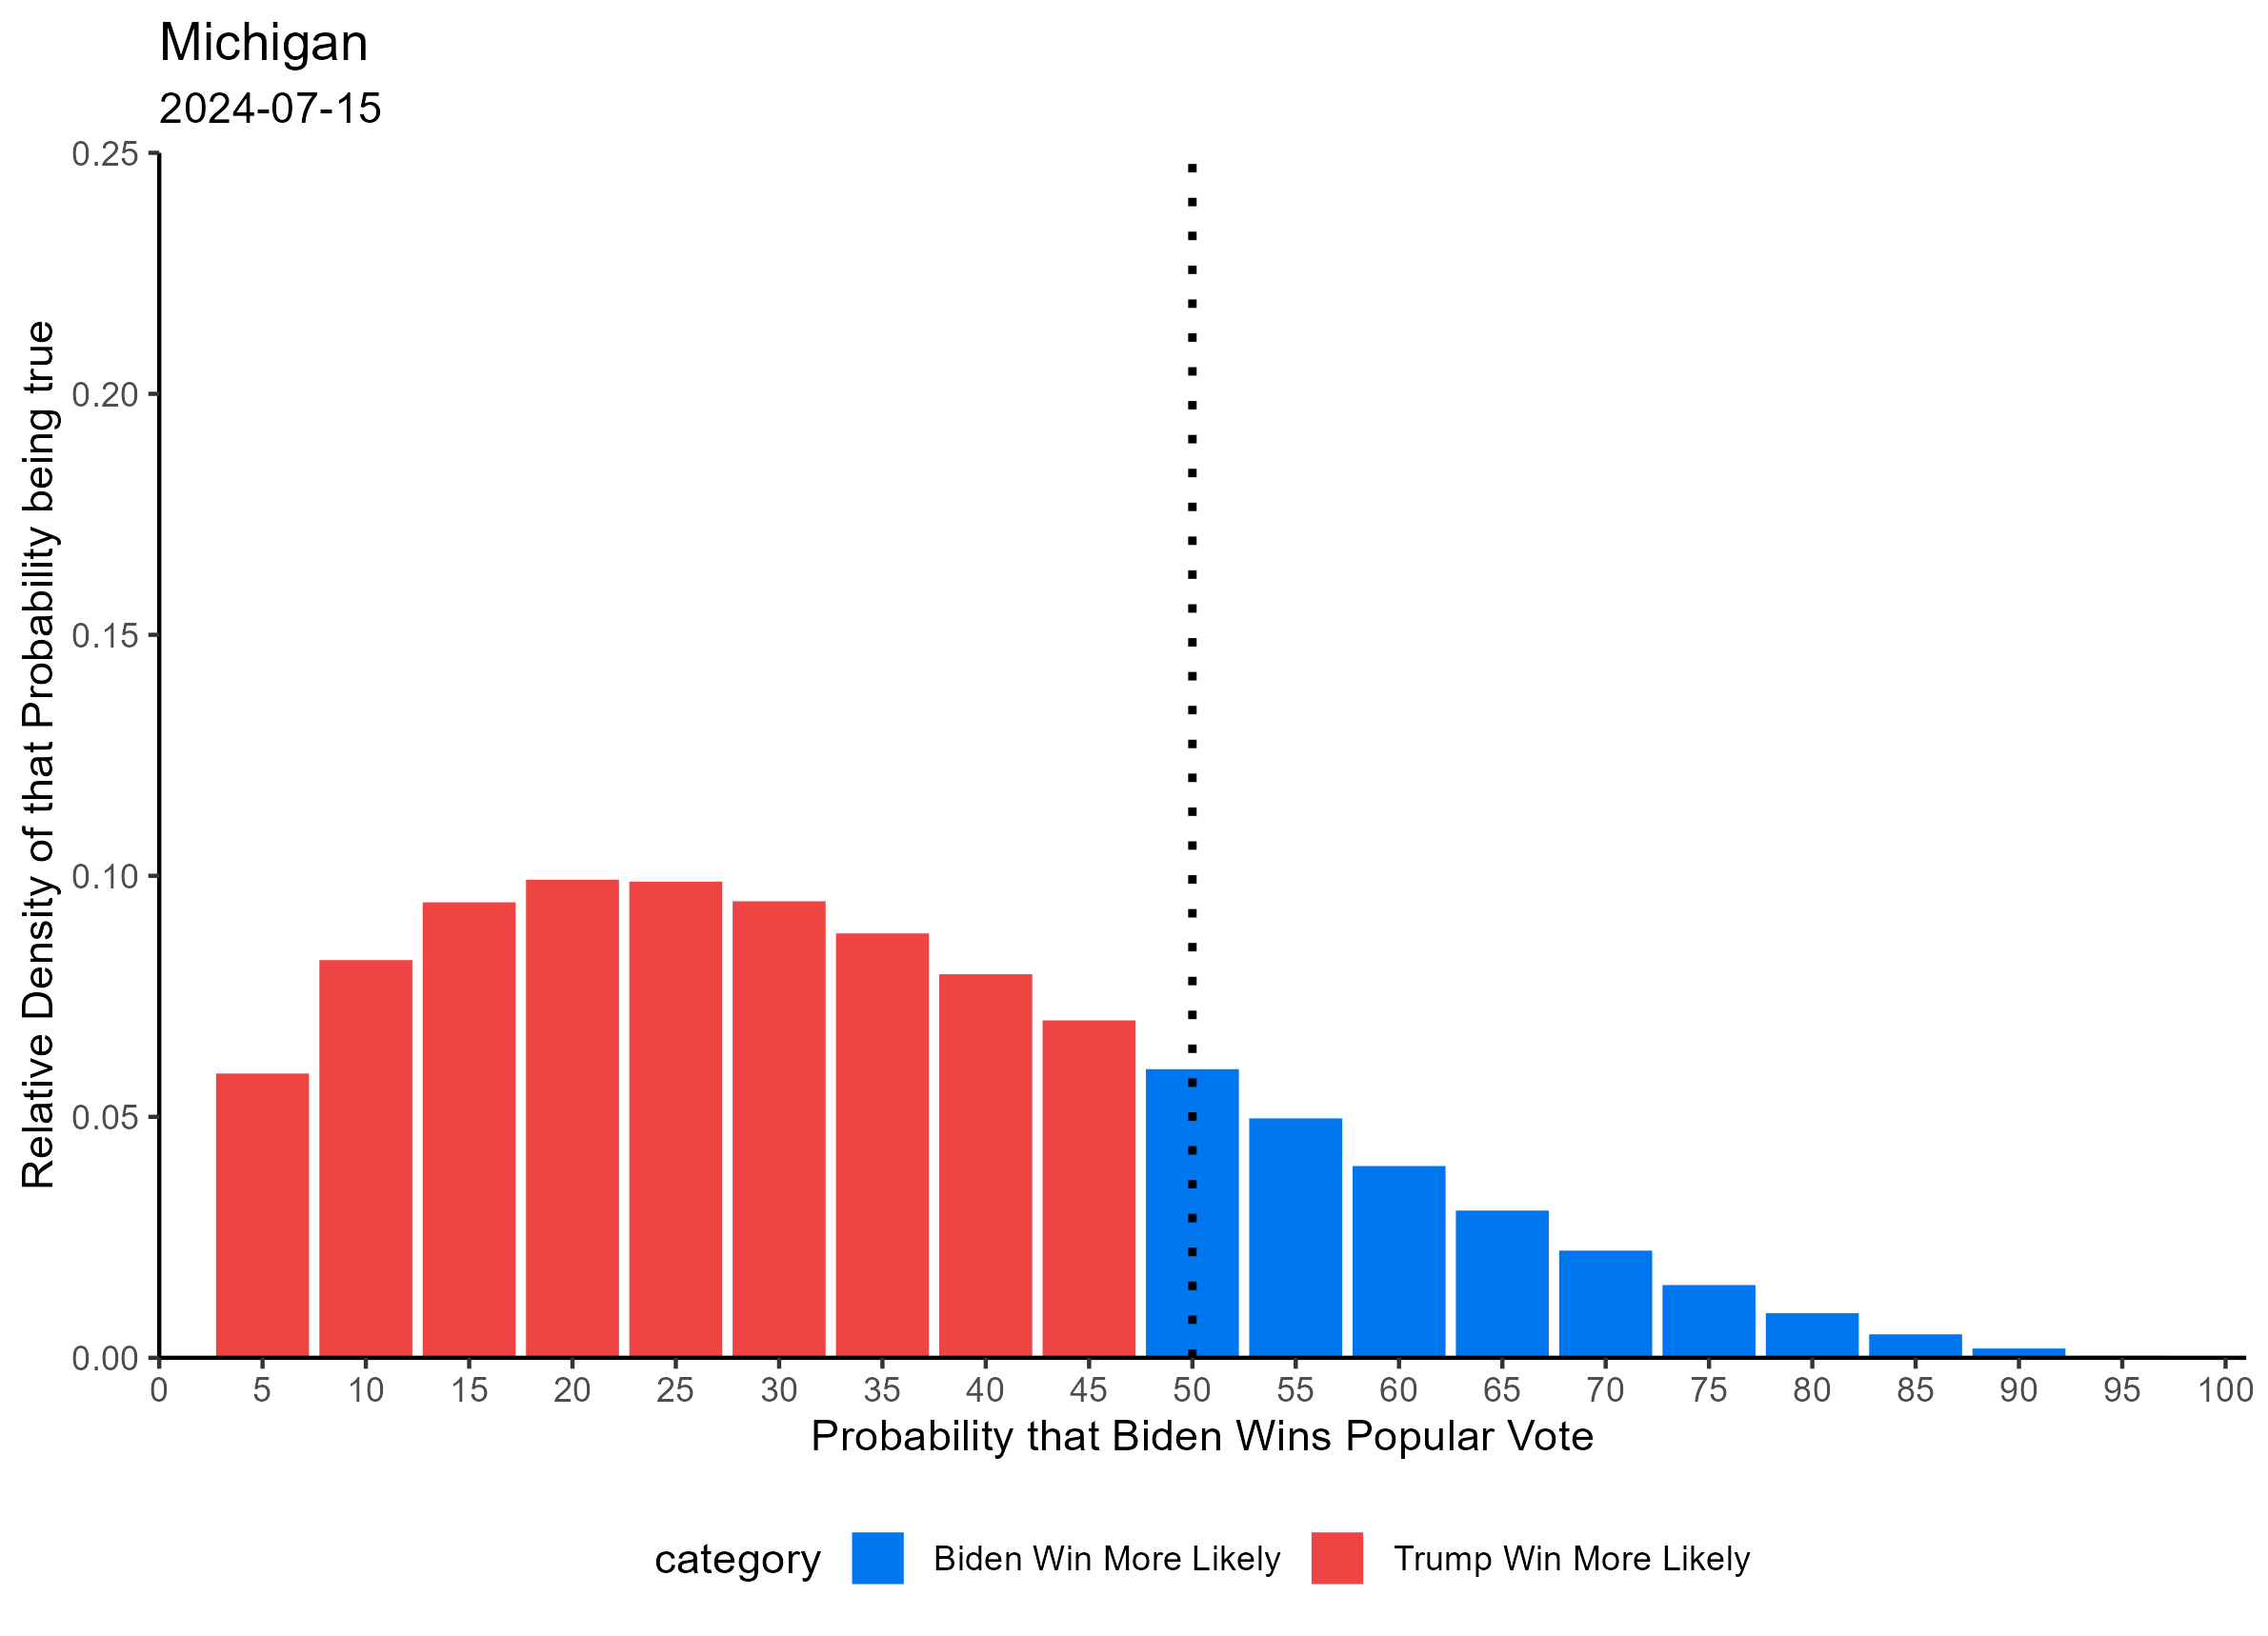 Michigan
2024-07-15
Relative Density of that Probability being true
0.25
0.20
0.15
0.10
0.05
0.00
0 5 10 15 20 25 30 35 40 45 50 55 60 65 70 75 80 85 90 95 100
Probability that Biden Wins Popular Vote
category Biden Win More Likely Trump Win More Likely